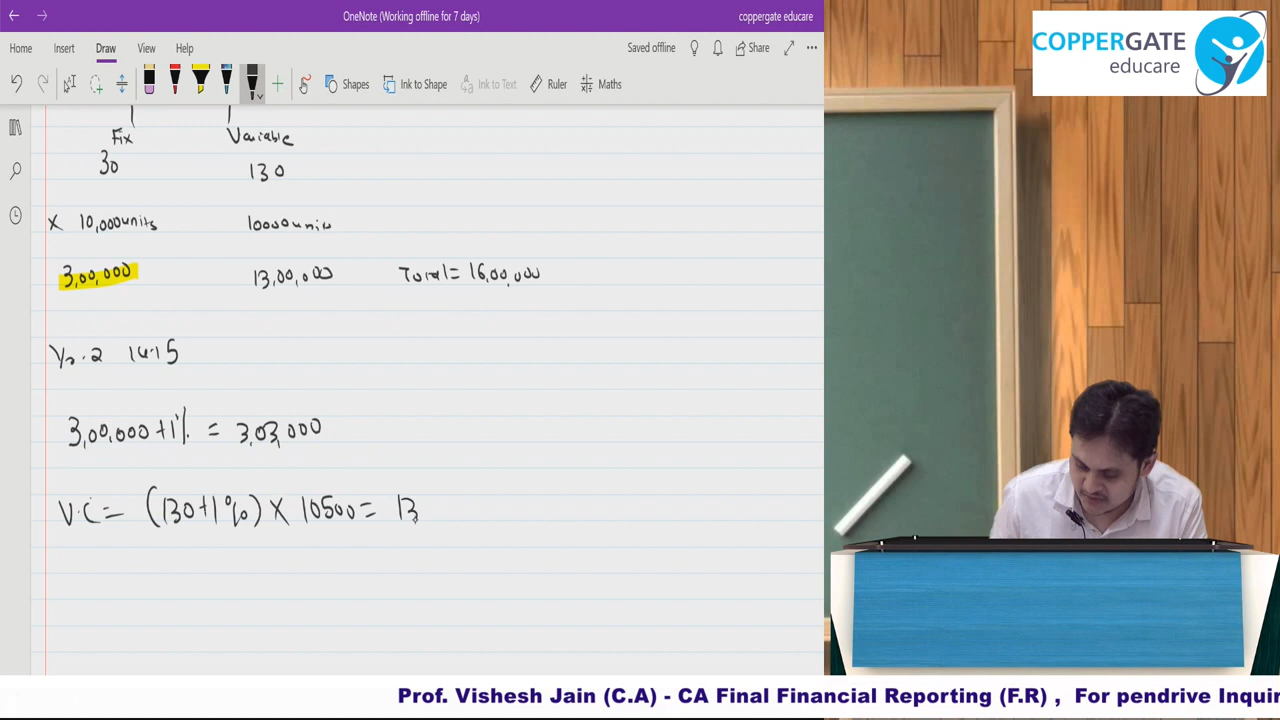 OneNote (Working offline for 7 days)
coppergate educare
Home Insert Draw View Help
Saved offline
Share
Shapes
Ink to Shape
Ink to Text
Ruler
Maths
Fix Variable
30 130
X 10,000 units 10000 units
3,00,000 13,00,000 Total = 16,00,000
Yr. 2 14-15
3,00,000 + 1% = 3,03,000
V.C = (130+1%) X 10500 = 13
COPPERGATE
educare
Prof. Vishesh Jain (C.A) - CA Final Financial Reporting (F.R) , For pendrive Inqui